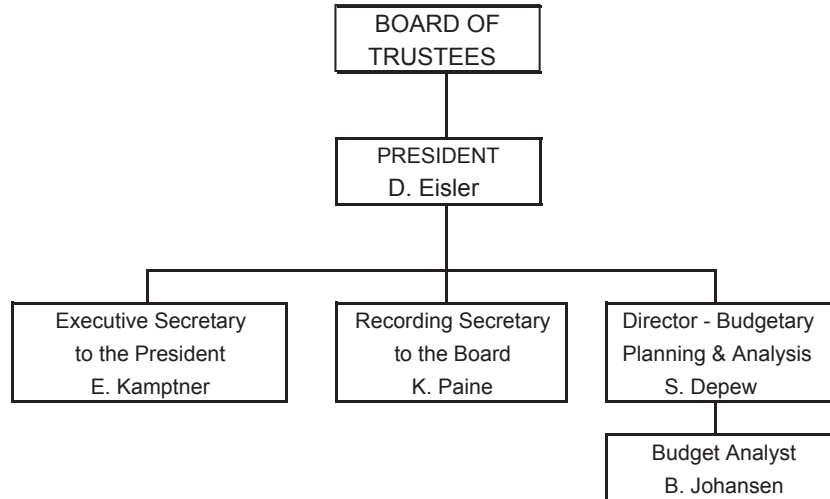 BOARD OF
TRUSTEES
PRESIDENT
D. Eisler
Executive Secretary
to the President
E. Kamptner
Recording Secretary
to the Board
K. Paine
Director - Budgetary
Planning & Analysis
S. Depew
Budget Analyst
B. Johansen